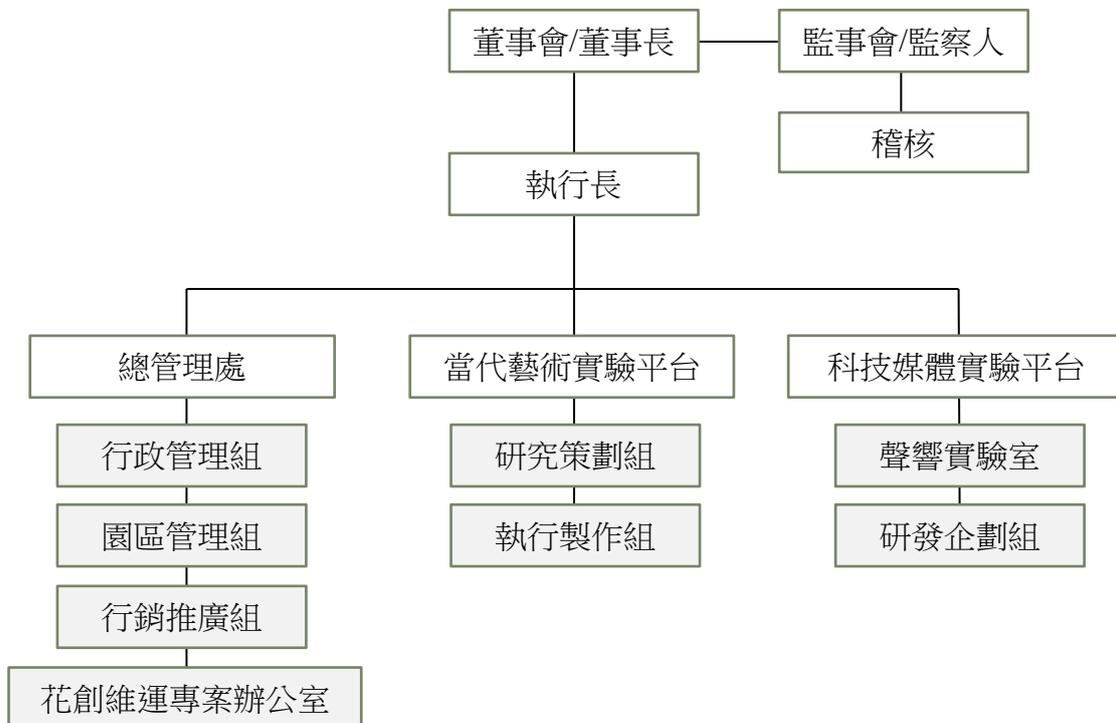 董事會/董事長
監事會/監察人
稽核
執行長
總管理處
當代藝術實驗平台
科技媒體實驗平台
行政管理組
研究策劃組
聲響實驗室
園區管理組
執行製作組
研發企劃組
行銷推廣組
花創維運專案辦公室